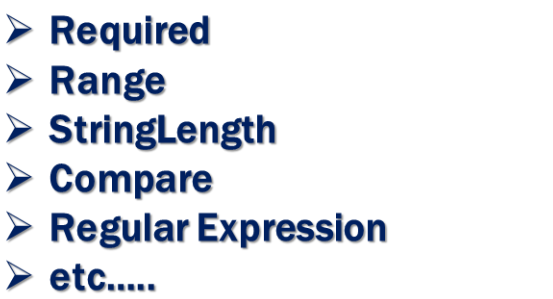 ➢ Required
➢ Range
➢ StringLength
➢ Compare
➢ Regular Expression
➢ etc.....